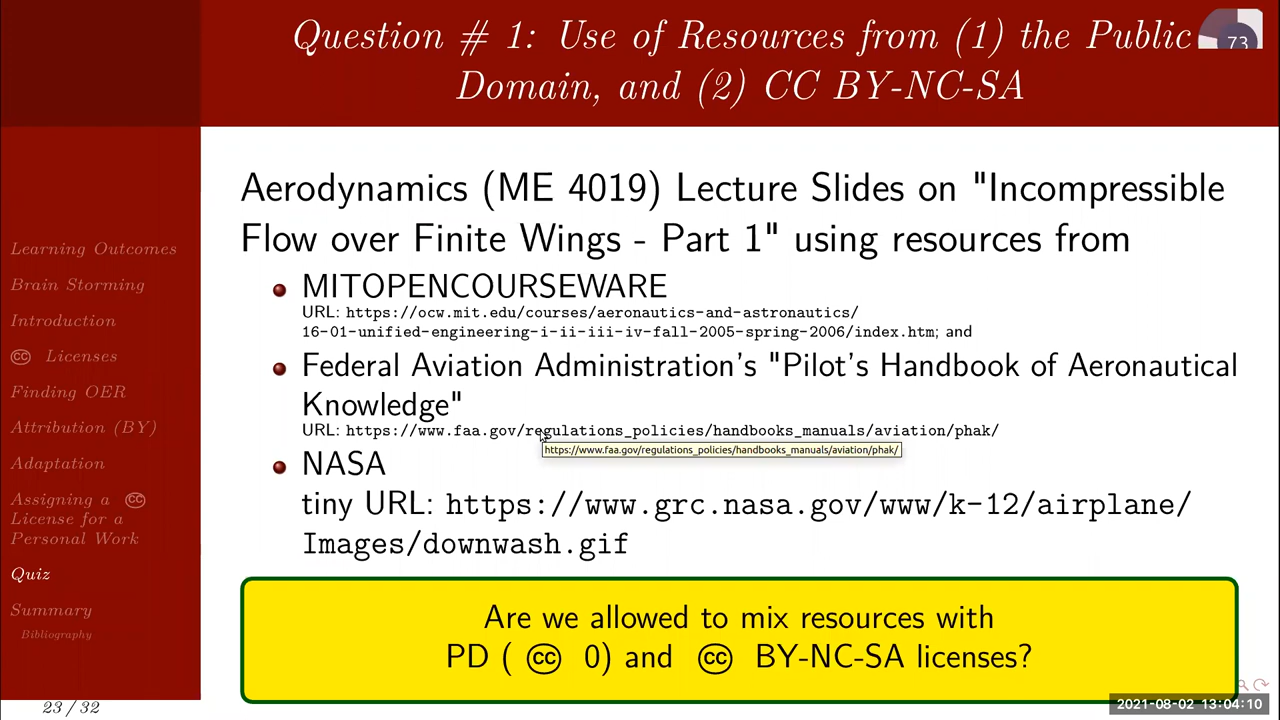 Question # 1: Use of Resources from (1) the Public
Domain, and (2) CC BY-NC-SA
73
Learning Outcomes
Brain Storming
Introduction
cc Licenses
Finding OER
Attribution (BY)
Adaptation
Assigning a cc
License for a
Personal Work
Quiz
Summary
Bibliography
23 / 32
Aerodynamics (ME 4019) Lecture Slides on "Incompressible
Flow over Finite Wings - Part 1" using resources from
MITOPENCOURSEWARE
URL: https://ocw.mit.edu/courses/aeronautics-and-astronautics/
16-01-unified-engineering-i-ii-iii-iv-fall-2005-spring-2006/index.htm; and
Federal Aviation Administration's "Pilot's Handbook of Aeronautical
Knowledge"
URL: https://www.faa.gov/regulations_policies/handbooks_manuals/aviation/phak/
https://www.faa.gov/regulations_policies/handbooks_manuals/aviation/phak/
NASA
tiny URL: https://www.grc.nasa.gov/www/k-12/airplane/
Images/downwash.gif
Are we allowed to mix resources with
PD ( cc 0) and cc BY-NC-SA licenses?
2021-08-02 13:04:10